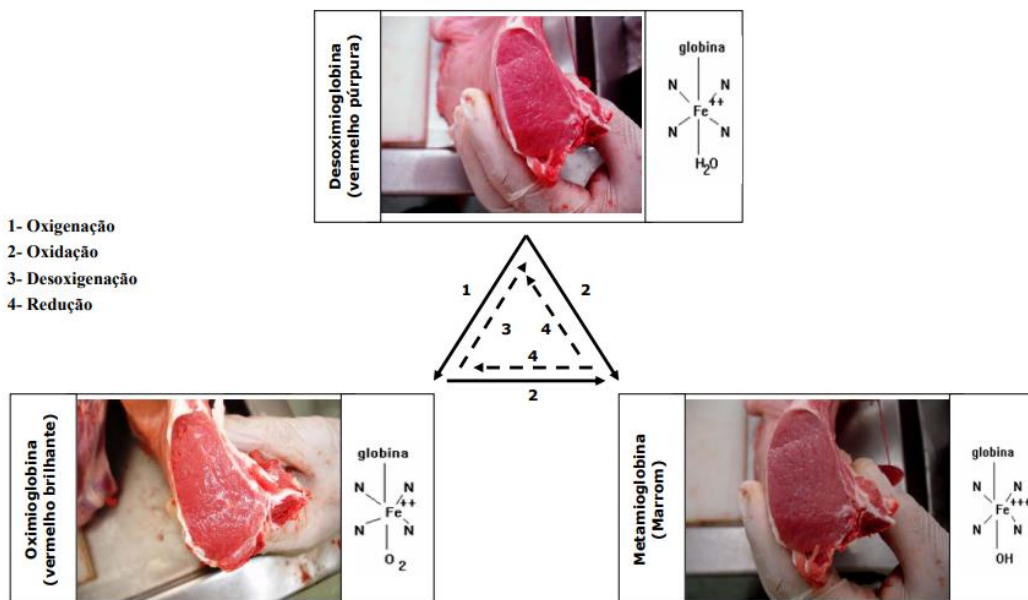 Desoximioglobina
(vermelho púrpura)
globina
N
N
Fe++
N
N
H2O
1- Oxigenação
2- Oxidação
3- Desoxigenação
4- Redução
1
2
3
4
4
2
Oximioglobina
(vermelho brilhante)
globina
N
N
Fe++
N
N
O2
Metamioglobina
(Marrom)
globina
N
N
Fe+++
N
N
OH